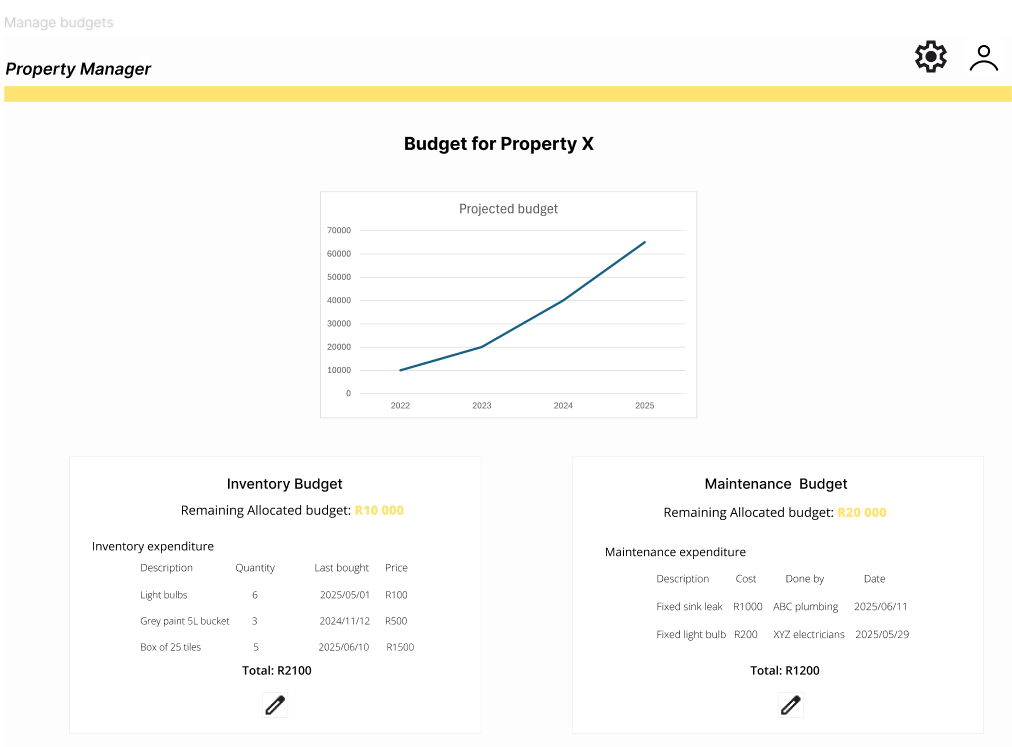 Manage budgets
Property Manager
Budget for Property X
Projected budget
70000
60000
50000
40000
30000
20000
10000
0
2022 2023 2024 2025
Inventory Budget
Remaining Allocated budget: R10 000
Inventory expenditure
Description Quantity Last bought Price
Light bulbs 6 2025/05/01 R100
Grey paint 5L bucket 3 2024/11/12 R500
Box of 25 tiles 5 2025/06/10 R1500
Total: R2100
Maintenance Budget
Remaining Allocated budget: R20 000
Maintenance expenditure
Description Cost Done by Date
Fixed sink leak R1000 ABC plumbing 2025/06/11
Fixed light bulb R200 XYZ electricians 2025/05/29
Total: R1200